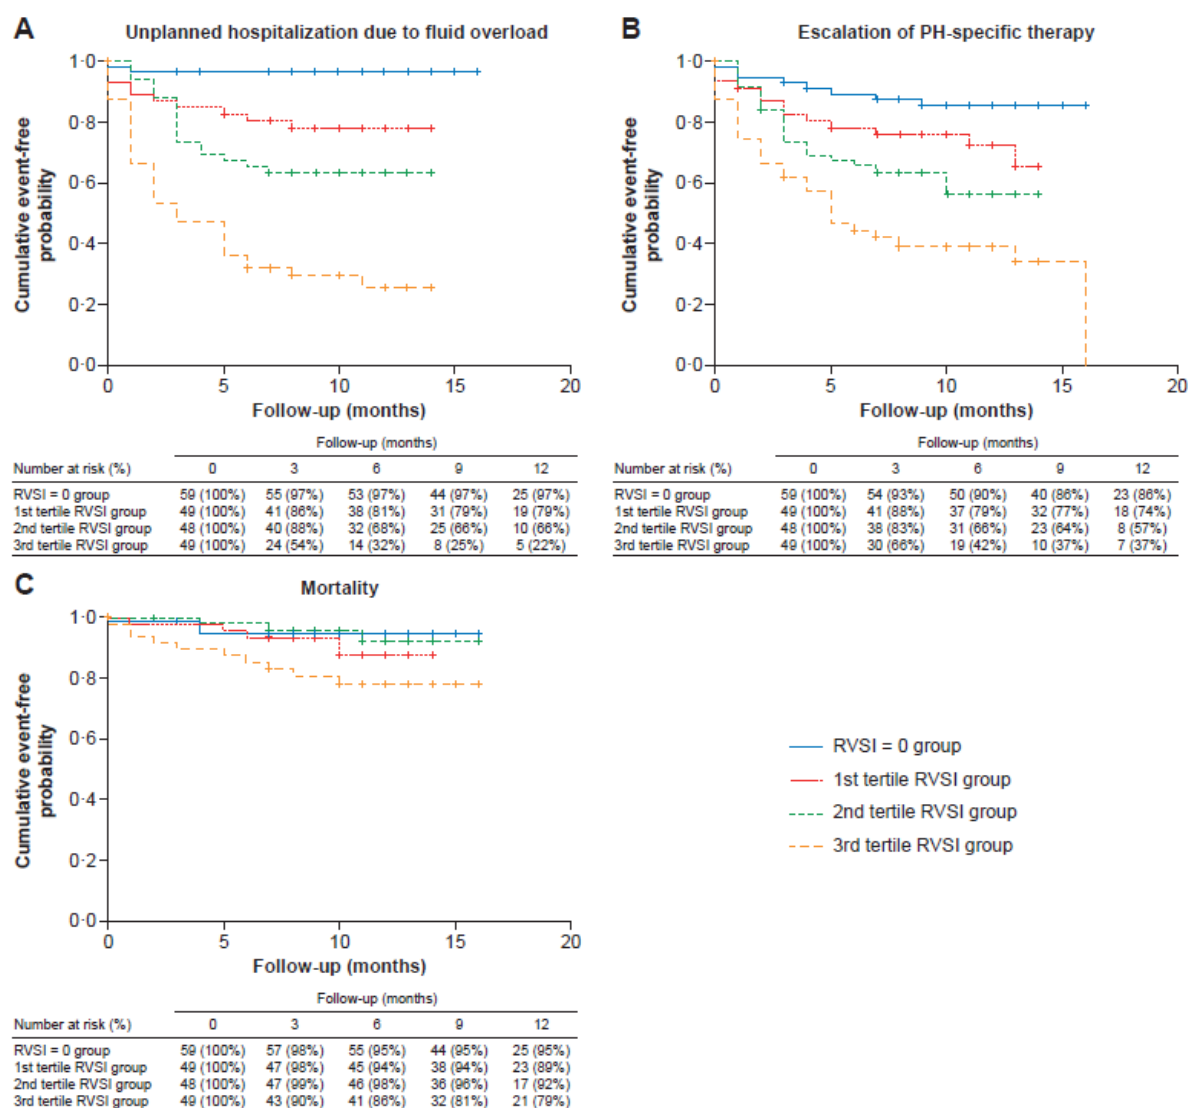 A
Unplanned hospitalization due to fluid overload
Cumulative event-free
probability
1·0
0·8
0·6
0·4
0·2
0·0
0 5 10 15 20
Follow-up (months)
Follow-up (months)
Number at risk (%) 0 3 6 9 12
RVSI = 0 group 59 (100%) 55 (97%) 53 (97%) 44 (97%) 25 (97%)
1st tertile RVSI group 49 (100%) 41 (86%) 38 (81%) 31 (79%) 19 (79%)
2nd tertile RVSI group 48 (100%) 40 (88%) 32 (68%) 25 (66%) 10 (66%)
3rd tertile RVSI group 49 (100%) 24 (54%) 14 (32%) 8 (25%) 5 (22%)
B
Escalation of PH-specific therapy
Cumulative event-free
probability
1·0
0·8
0·6
0·4
0·2
0·0
0 5 10 15 20
Follow-up (months)
Follow-up (months)
Number at risk (%) 0 3 6 9 12
RVSI = 0 group 59 (100%) 54 (93%) 50 (90%) 40 (86%) 23 (86%)
1st tertile RVSI group 49 (100%) 41 (88%) 37 (79%) 32 (77%) 18 (74%)
2nd tertile RVSI group 48 (100%) 38 (83%) 31 (66%) 23 (64%) 8 (57%)
3rd tertile RVSI group 49 (100%) 30 (66%) 19 (42%) 10 (37%) 7 (37%)
C
Mortality
Cumulative event-free
probability
1·0
0·8
0·6
0·4
0·2
0·0
0 5 10 15 20
Follow-up (months)
Follow-up (months)
Number at risk (%) 0 3 6 9 12
RVSI = 0 group 59 (100%) 57 (98%) 55 (95%) 44 (95%) 25 (95%)
1st tertile RVSI group 49 (100%) 47 (98%) 45 (94%) 38 (94%) 23 (89%)
2nd tertile RVSI group 48 (100%) 47 (99%) 46 (98%) 36 (96%) 17 (92%)
3rd tertile RVSI group 49 (100%) 43 (90%) 41 (86%) 32 (81%) 21 (79%)
RVSI = 0 group
1st tertile RVSI group
2nd tertile RVSI group
3rd tertile RVSI group